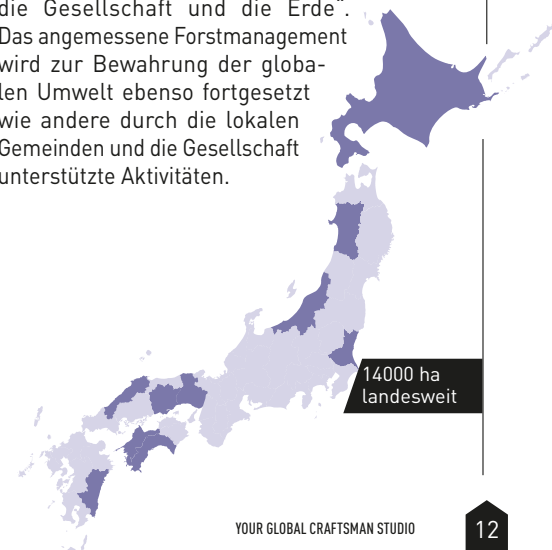 die Gesellschaft und die Erde“.
Das angemessene Forstmanagement
wird zur Bewahrung der globa-
len Umwelt ebenso fortgesetzt
wie andere durch die lokalen
Gemeinden und die Gesellschaft
unterstützte Aktivitäten.
14000 ha
landesweit
YOUR GLOBAL CRAFTSMAN STUDIO
12